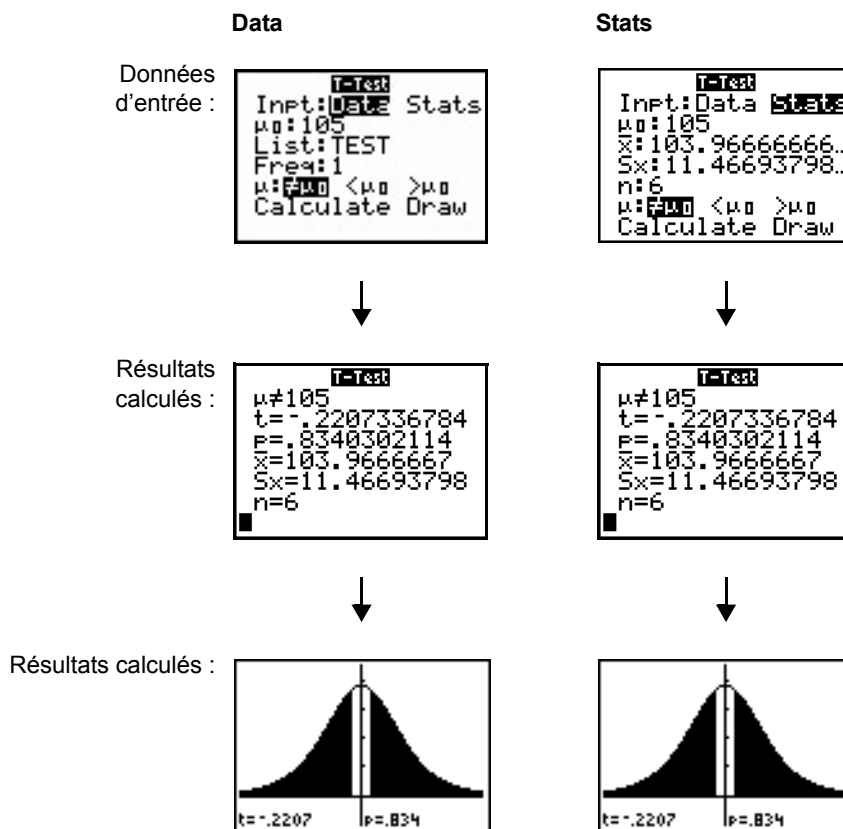 Data
Stats
Données
d'entrée :
T-Test
Inpt:Data Stats
μ0:105
List:TEST
Freq:1
μ:≠μ0 <μ0 >μ0
Calculate Draw
T-Test
Inpt:Data Stats
μ0:105
x̄:103.96666666…
Sx:11.46693798…
n:6
μ:≠μ0 <μ0 >μ0
Calculate Draw
Résultats
calculés :
T-Test
μ≠105
t=-.2207336784
p=.8340302114
x̄=103.9666667
Sx=11.46693798
n=6
T-Test
μ≠105
t=-.2207336784
p=.8340302114
x̄=103.9666667
Sx=11.46693798
n=6
Résultats calculés :
t=-.2207 p=.834
t=-.2207 p=.834